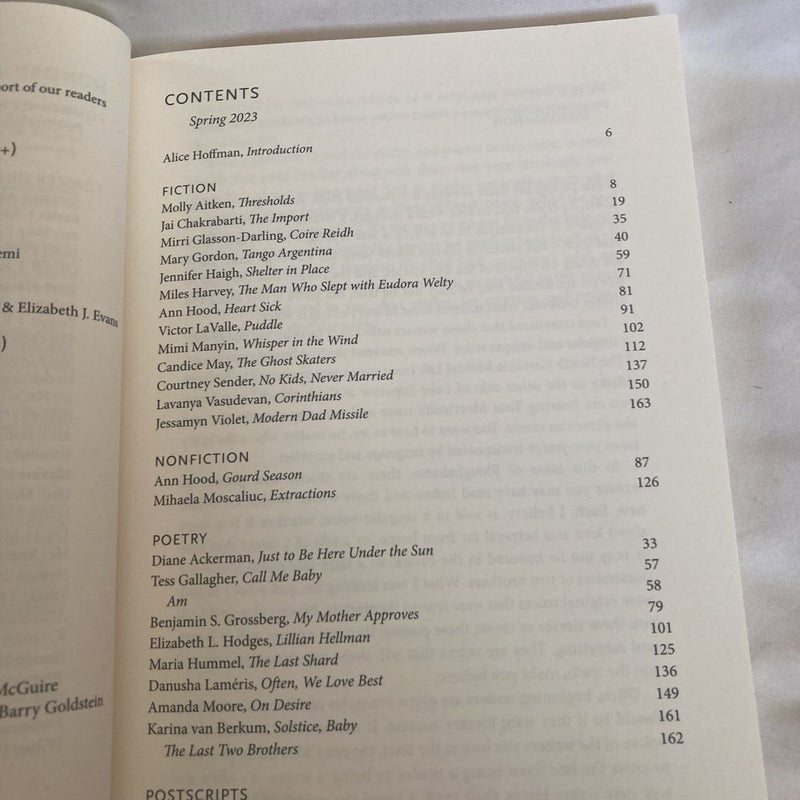 ort of our readers
+)
emi
& Elizabeth J. Evans
)
McGuire
Barry Goldstein
CONTENTS
Spring 2023
Alice Hoffman, Introduction 6
FICTION
Molly Aitken, Thresholds 8
Jai Chakrabarti, The Import 19
Mirri Glasson-Darling, Coire Reidh 35
Mary Gordon, Tango Argentina 40
Jennifer Haigh, Shelter in Place 59
Miles Harvey, The Man Who Slept with Eudora Welty 71
Ann Hood, Heart Sick 81
Victor LaValle, Puddle 91
Mimi Manyin, Whisper in the Wind 102
Candice May, The Ghost Skaters 112
Courtney Sender, No Kids, Never Married 137
Lavanya Vasudevan, Corinthians 150
Jessamyn Violet, Modern Dad Missile 163
NONFICTION
Ann Hood, Gourd Season 87
Mihaela Moscaliuc, Extractions 126
POETRY
Diane Ackerman, Just to Be Here Under the Sun 33
Tess Gallagher, Call Me Baby 57
Am 58
Benjamin S. Grossberg, My Mother Approves 79
Elizabeth L. Hodges, Lillian Hellman 101
Maria Hummel, The Last Shard 125
Danusha Laméris, Often, We Love Best 136
Amanda Moore, On Desire 149
Karina van Berkum, Solstice, Baby 161
The Last Two Brothers 162
POSTSCRIPTS